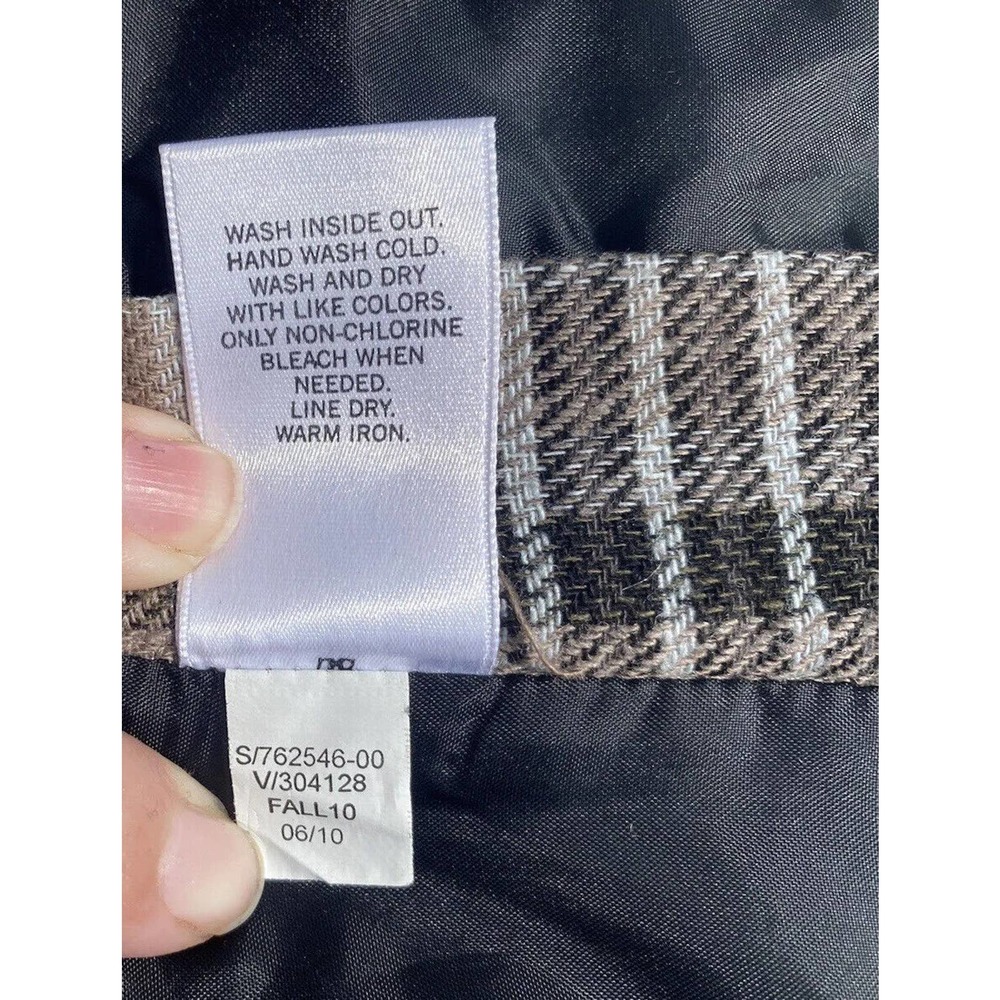 WASH INSIDE OUT.
HAND WASH COLD.
WASH AND DRY
WITH LIKE COLORS.
ONLY NON-CHLORINE
BLEACH WHEN
NEEDED.
LINE DRY.
WARM IRON.
S/762546-00
V/304128
FALL10
06/10